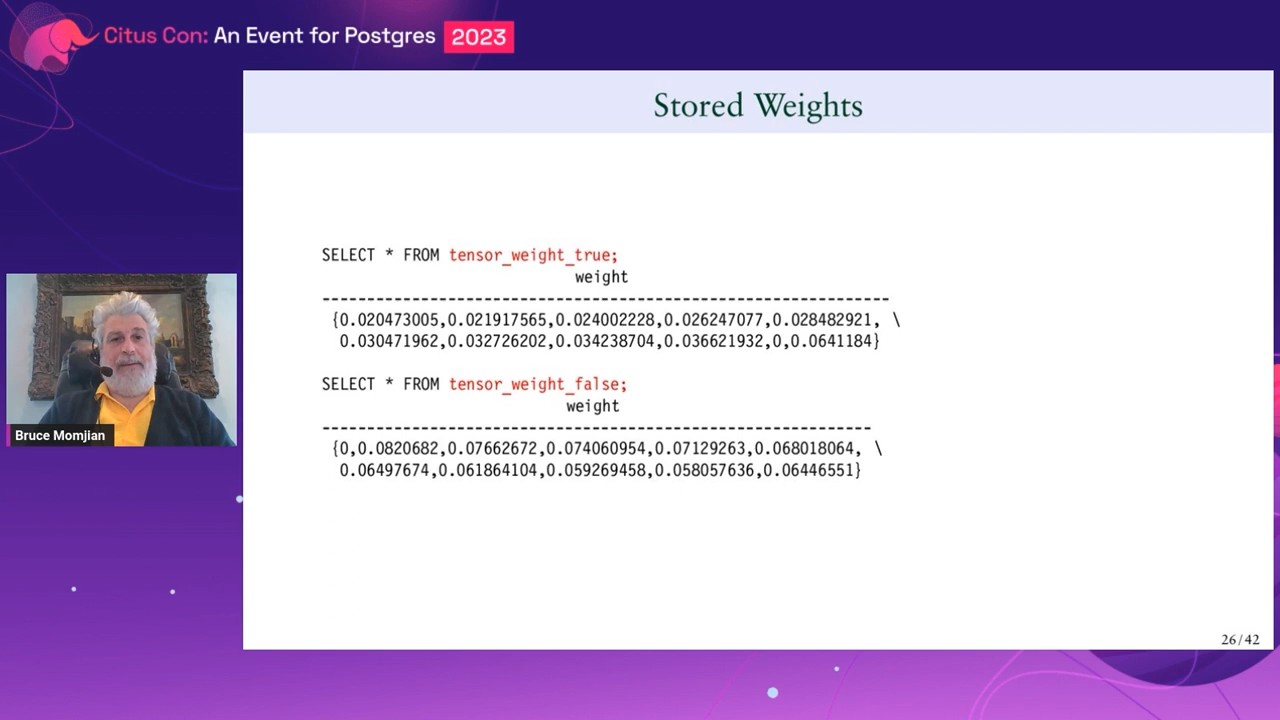 Citus Con: An Event for Postgres 2023
Stored Weights
SELECT * FROM tensor_weight_true;
weight
----------------------------------------------------------------
{0.020473005,0.021917565,0.024002228,0.026247077,0.028482921, \
0.030471962,0.032726202,0.034238704,0.036621932,0,0.0641184}
SELECT * FROM tensor_weight_false;
weight
--------------------------------------------------------------
{0,0.0820682,0.07662672,0.074060954,0.07129263,0.068018064, \
0.06497674,0.061864104,0.059269458,0.058057636,0.06446551}
Bruce Momjian
26/42